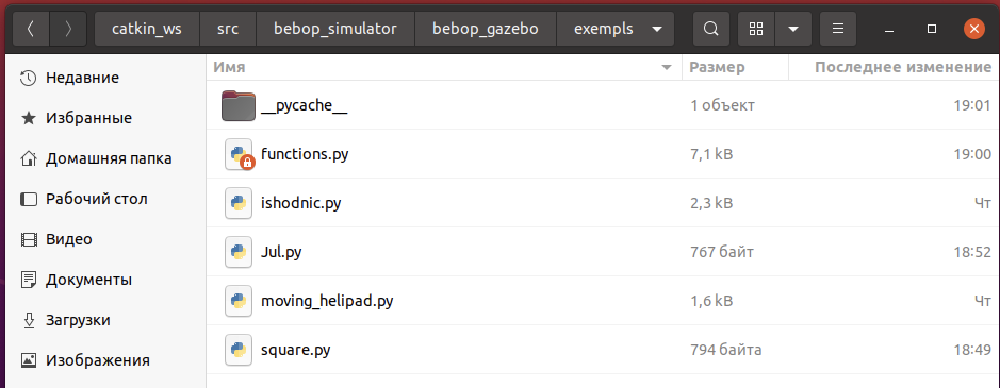 catkin_ws src bebop_simulator bebop_gazebo exempls
Имя Размер Последнее изменение
Недавние
Избранные
Домашняя папка
Рабочий стол
Видео
Документы
Загрузки
Изображения
__pycache__ 1 объект 19:01
functions.py 7,1 kB 19:00
ishodnic.py 2,3 kB Чт
Jul.py 767 байт 18:52
moving_helipad.py 1,6 kB Чт
square.py 794 байта 18:49